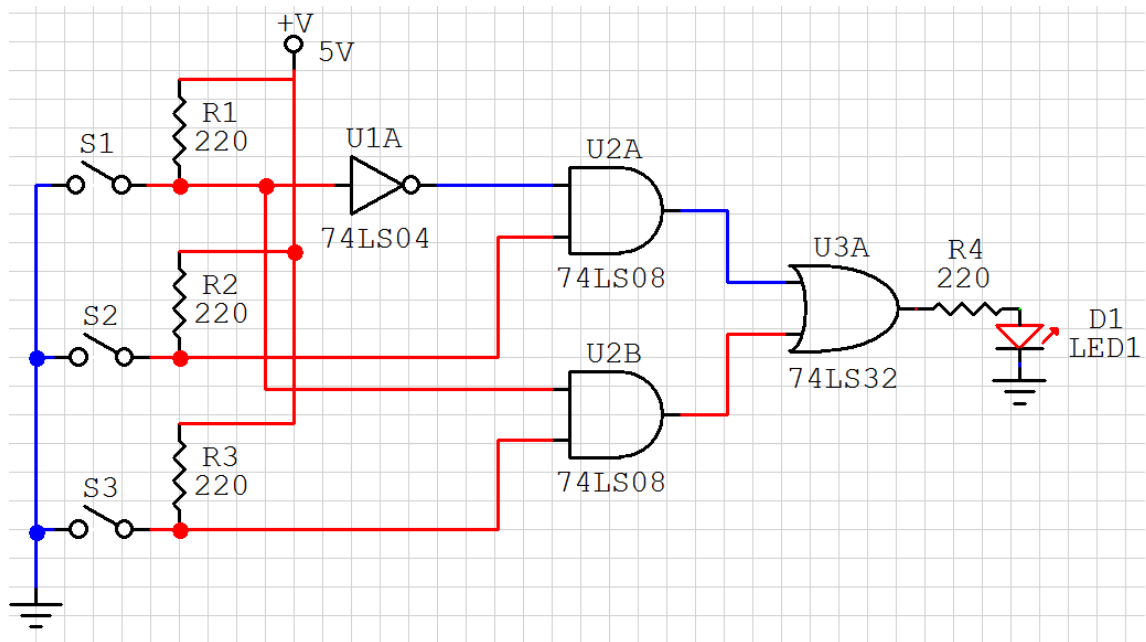 +V
5V
R1
220
S1
U1A
74LS04
U2A
74LS08
R2
220
S2
U3A
74LS32
R4
220
D1
LED1
U2B
74LS08
R3
220
S3